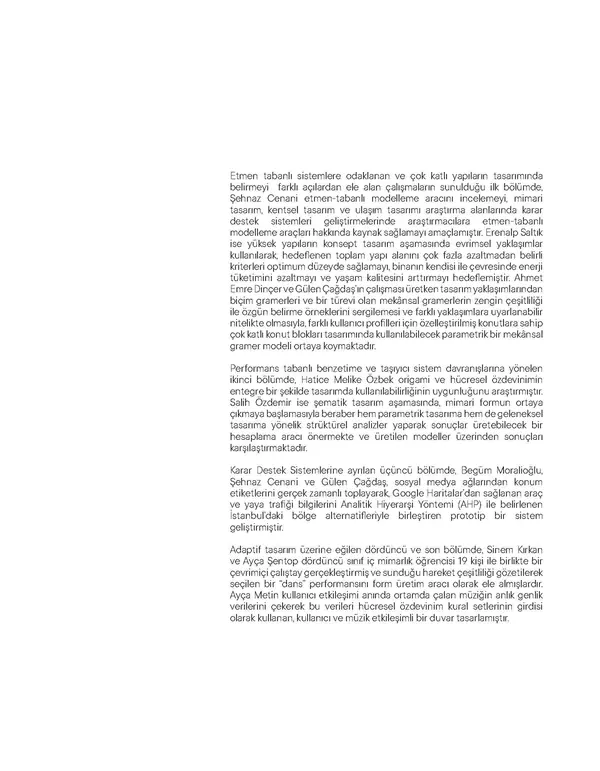 Etmen tabanlı sistemlere odaklanan ve çok katlı yapıların tasarımında
belirmeyi farklı açılardan ele alan çalışmaların sunulduğu ilk bölümde,
Şehnaz Cenani etmen-tabanlı modelleme aracını incelemeyi, mimari
tasarım, kentsel tasarım ve ulaşım tasarımı araştırma alanlarında karar
destek sistemleri geliştirmelerinde araştırmacılara etmen-tabanlı
modelleme araçları hakkında kaynak sağlamayı amaçlamıştır. Erenalp Saltık
ise yüksek yapıların konsept tasarım aşamasında evrimsel yaklaşımlar
kullanılarak, hedeflenen toplam yapı alanını çok fazla azaltmadan belirli
kriterleri optimum düzeyde sağlamayı, binanın kendisi ile çevresinde enerji
tüketimini azaltmayı ve yaşam kalitesini arttırmayı hedeflemiştir. Ahmet
Emre Dinçer ve Gülen Çağdaş'ın çalışması üretken tasarım yaklaşımlarından
biçim gramerleri ve bir türevi olan mekânsal gramerlerin zengin çeşitliliği
ile özgün belirme örneklerini sergilemesi ve farklı yaklaşımlara uyarlanabilir
nitelikte olmasıyla, farklı kullanıcı profilleri için özelleştirilmiş konutlara sahip
çok katlı konut blokları tasarımında kullanılabilecek parametrik bir mekânsal
gramer modeli ortaya koymaktadır.
Performans tabanlı benzetime ve taşıyıcı sistem davranışlarına yönelen
ikinci bölümde, Hatice Melike Özbek origami ve hücresel özdevinimin
entegre bir şekilde tasarımda kullanılabilirliğinin uygunluğunu araştırmıştır.
Salih Özdemir ise şematik tasarım aşamasında, mimari formun ortaya
çıkmaya başlamasıyla beraber hem parametrik tasarıma hem de geleneksel
tasarıma yönelik strüktürel analizler yaparak sonuçlar üretebilecek bir
hesaplama aracı önermekte ve üretilen modeller üzerinden sonuçları
karşılaştırmaktadır.
Karar Destek Sistemlerine ayrılan üçüncü bölümde, Begüm Moralıoğlu,
Şehnaz Cenani ve Gülen Çağdaş, sosyal medya ağlarından konum
etiketlerini gerçek zamanlı toplayarak, Google Haritalar'dan sağlanan araç
ve yaya trafiği bilgilerini Analitik Hiyerarşi Yöntemi (AHP) ile belirlenen
İstanbul'daki bölge alternatifleriyle birleştiren prototip bir sistem
geliştirmiştir.
Adaptif tasarım üzerine eğilen dördüncü ve son bölümde, Sinem Kırkan
ve Ayça Şentop dördüncü sınıf iç mimarlık öğrencisi 19 kişi ile birlikte bir
çevrimiçi çalıştay gerçekleştirmiş ve sunduğu hareket çeşitliliği gözetilerek
seçilen bir "dans" performansını form üretim aracı olarak ele almışlardır.
Ayça Metin kullanıcı etkileşimi anında ortamda çalan müziğin anlık genlik
verilerini çekerek bu verileri hücresel özdevinim kural setlerinin girdisi
olarak kullanan, kullanıcı ve müzik etkileşimli bir duvar tasarlamıştır.